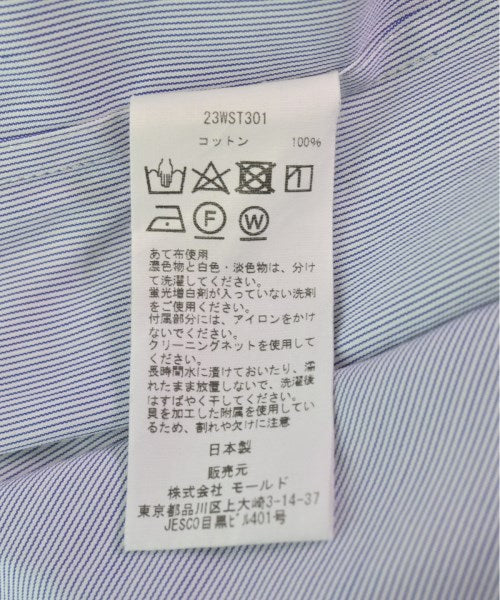 23WST301
コットン 100%
F W
あて布使用
濃色物と白色・淡色物は、分け
て洗濯してください。
蛍光増白剤が入っていない洗剤
をご使用ください。
付属部分には、アイロンをかけ
ないでください。
クリーニングネットを使用して
ください。
長時間水に漬けておいたり、濡
れたまま放置しないで、洗濯後
はすばやく干してください。
貝を加工した附属を使用してい
るため、割れや欠けに注意
日本製
販売元
株式会社 モールド
東京都品川区上大崎3-14-37
JESCO目黒ビル401号